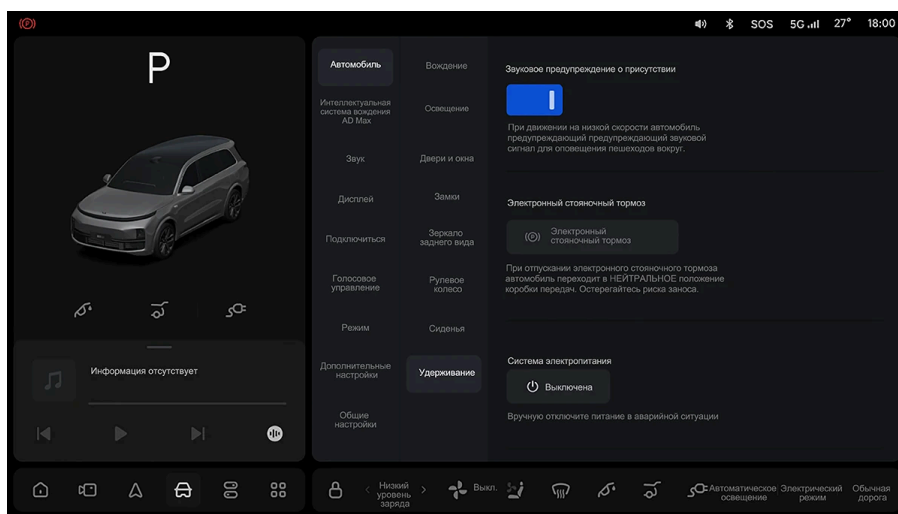 (P)
SOS
5G
27°
18:00
P
Информация отсутствует
Автомобиль
Интеллектуальная
система вождения
AD Max
Звук
Дисплей
Подключиться
Голосовое
управление
Режим
Дополнительные
настройки
Общие
настройки
Вождение
Освещение
Двери и окна
Замки
Зеркало
заднего вида
Рулевое
колесо
Сиденья
Удерживание
Звуковое предупреждение о присутствии
При движении на низкой скорости автомобиль
предупреждающий предупреждающий звуковой
сигнал для оповещения пешеходов вокруг.
Электронный стояночный тормоз
(P) Электронный
стояночный тормоз
При отпускании электронного стояночного тормоза
автомобиль переходит в НЕЙТРАЛЬНОЕ положение
коробки передач. Остерегайтесь риска заноса.
Система электропитания
Выключена
Вручную отключите питание в аварийной ситуации
Низкий
уровень
заряда
Выкл.
Автоматическое
освещение
Электрический
режим
Обычная
дорога